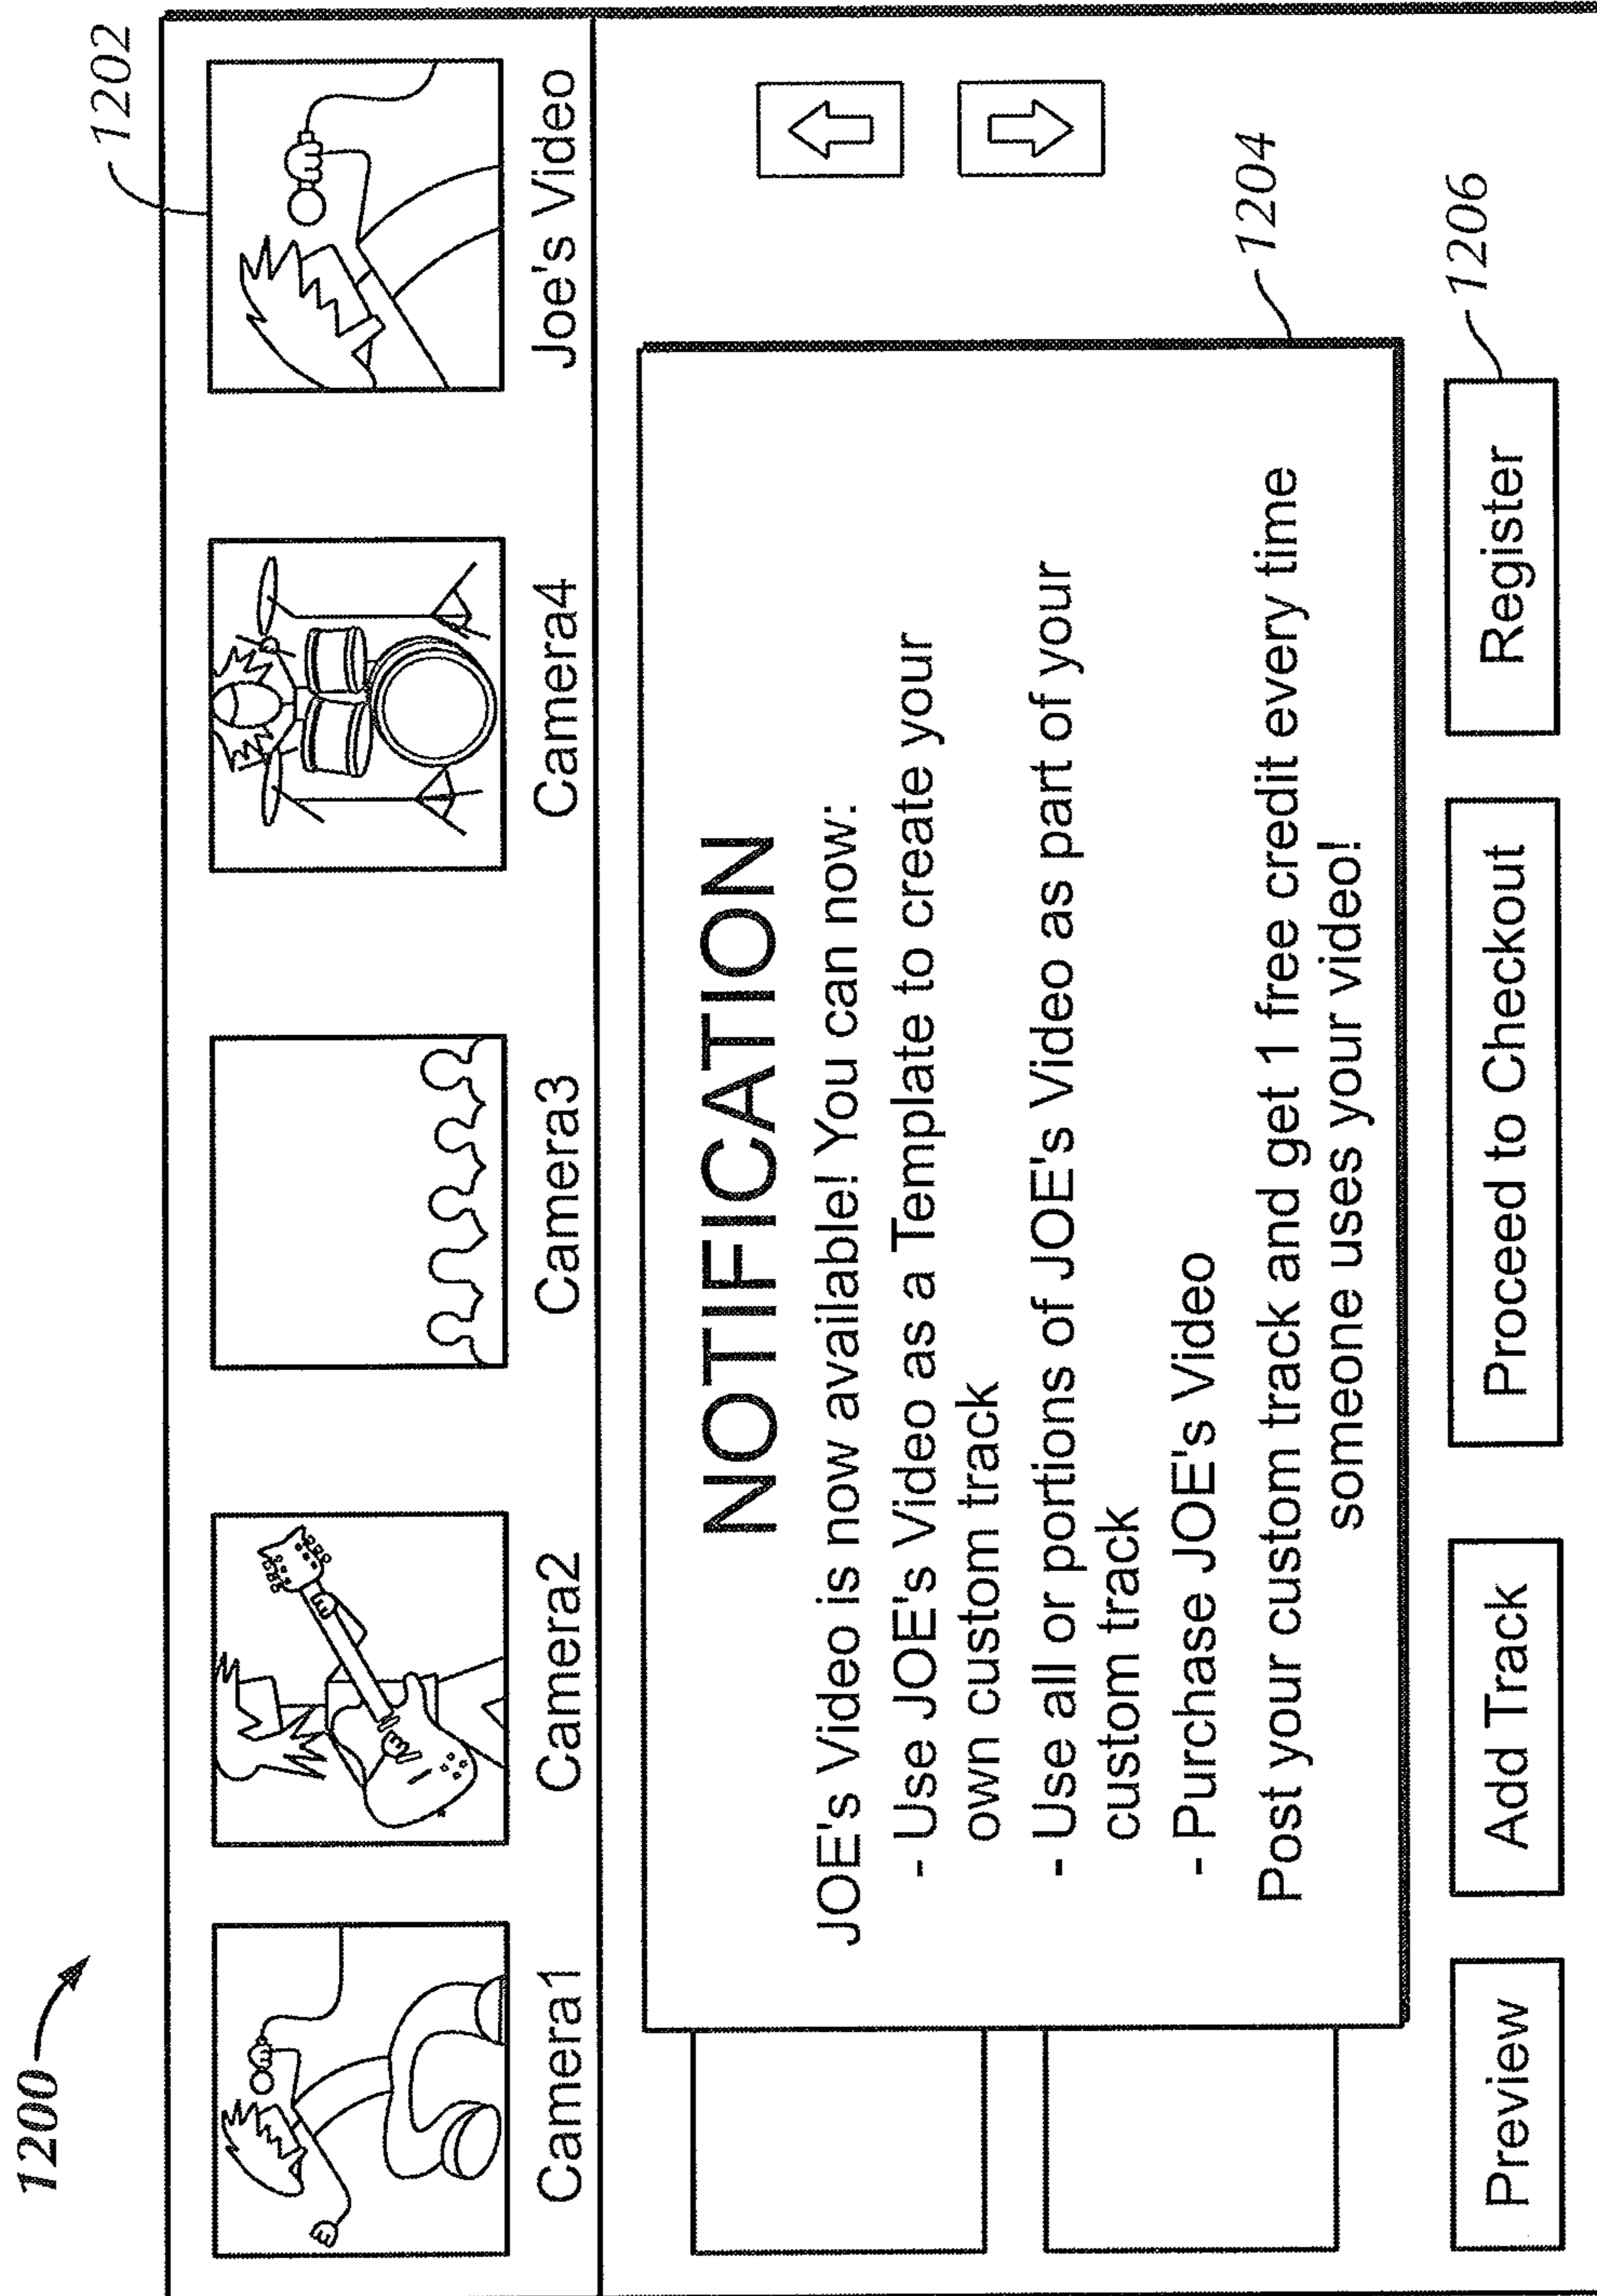 1200
1202
Camera1
Camera2
Camera3
Camera4
Joe's Video
NOTIFICATION
JOE's Video is now available! You can now:
- Use JOE's Video as a Template to create your
own custom track
- Use all or portions of JOE's Video as part of your
custom track
- Purchase JOE's Video
Post your custom track and get 1 free credit every time
someone uses your video!
1204
Preview
Add Track
Proceed to Checkout
Register
1206